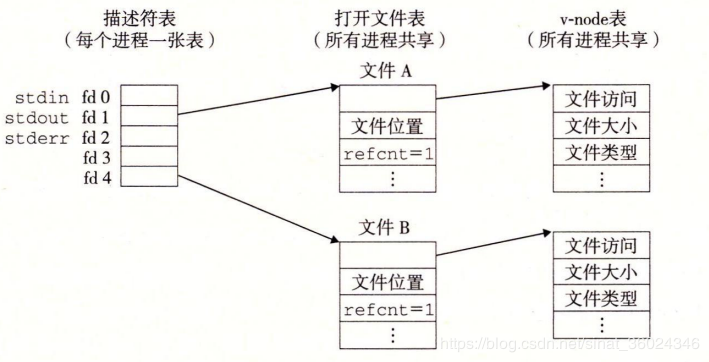 描述符表
（每个进程一张表）
打开文件表
（所有进程共享）
v-node表
（所有进程共享）
stdin fd 0
stdout fd 1
stderr fd 2
fd 3
fd 4
文件 A
文件位置
refcnt=1
⋮
文件访问
文件大小
文件类型
⋮
文件 B
文件位置
refcnt=1
⋮
文件访问
文件大小
文件类型
⋮
https://blog.csdn.net/sinat_36024346